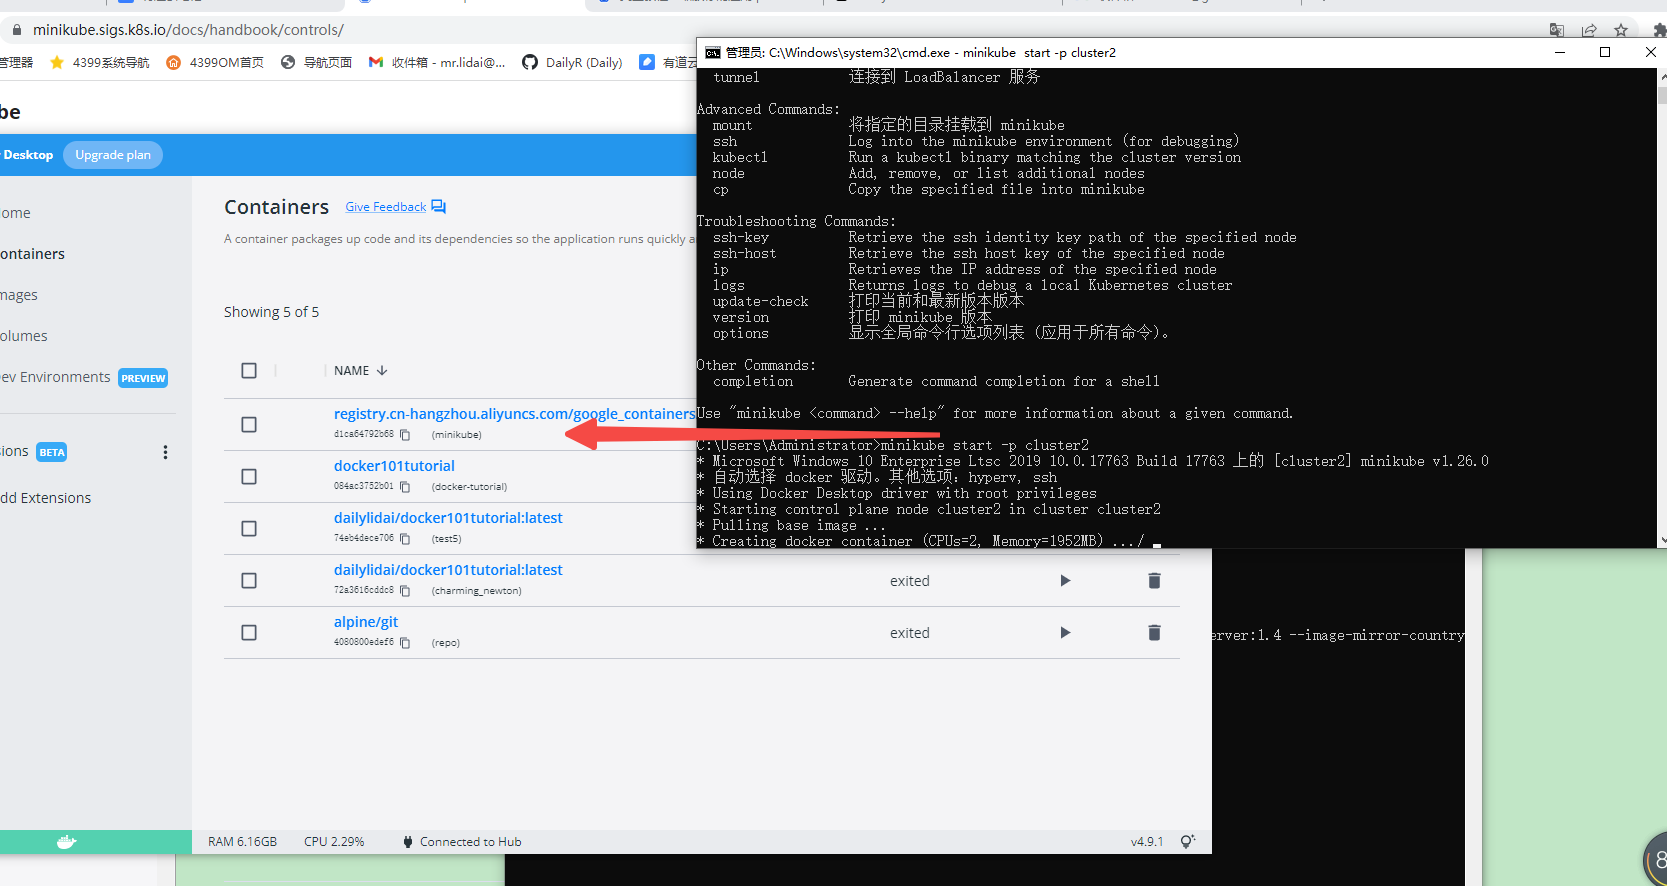 minikube.sigs.k8s.io/docs/handbook/controls/
管理器
4399系统导航
4399OM首页
导航页面
收件箱 - mr.lidai@...
DailyR (Daily)
有道云
be
Desktop
Upgrade plan
ome
ontainers
mages
olumes
ev Environments
PREVIEW
sions
BETA
dd Extensions
Containers
Give Feedback
A container packages up code and its dependencies so the application runs quickly a
Showing 5 of 5
NAME
registry.cn-hangzhou.aliyuncs.com/google_containers
d1ca64792b68
(minikube)
docker101tutorial
084ac3752b01
(docker-tutorial)
dailylidai/docker101tutorial:latest
74eb4dece706
(test5)
dailylidai/docker101tutorial:latest
72a3616cddc8
(charming_newton)
exited
alpine/git
4080800edef6
(repo)
exited
RAM 6.16GB
CPU 2.29%
Connected to Hub
v4.9.1
管理员: C:\Windows\system32\cmd.exe - minikube  start -p cluster2
tunnel 连接到 LoadBalancer 服务
Advanced Commands:
mount 将指定的目录挂载到 minikube
ssh Log into the minikube environment (for debugging)
kubectl Run a kubectl binary matching the cluster version
node Add, remove, or list additional nodes
cp Copy the specified file into minikube
Troubleshooting Commands:
ssh-key Retrieve the ssh identity key path of the specified node
ssh-host Retrieve the ssh host key of the specified node
ip Retrieves the IP address of the specified node
logs Returns logs to debug a local Kubernetes cluster
update-check 打印当前和最新版本版本
version 打印 minikube 版本
options 显示全局命令行选项列表 (应用于所有命令)。
Other Commands:
completion Generate command completion for a shell
Use "minikube <command> --help" for more information about a given command.
C:\Users\Administrator>minikube start -p cluster2
* Microsoft Windows 10 Enterprise Ltsc 2019 10.0.17763 Build 17763 上的 [cluster2] minikube v1.26.0
* 自动选择 docker 驱动。其他选项：hyperv, ssh
* Using Docker Desktop driver with root privileges
* Starting control plane node cluster2 in cluster cluster2
* Pulling base image ...
* Creating docker container (CPUs=2, Memory=1952MB) .../
erver:1.4 --image-mirror-country
8